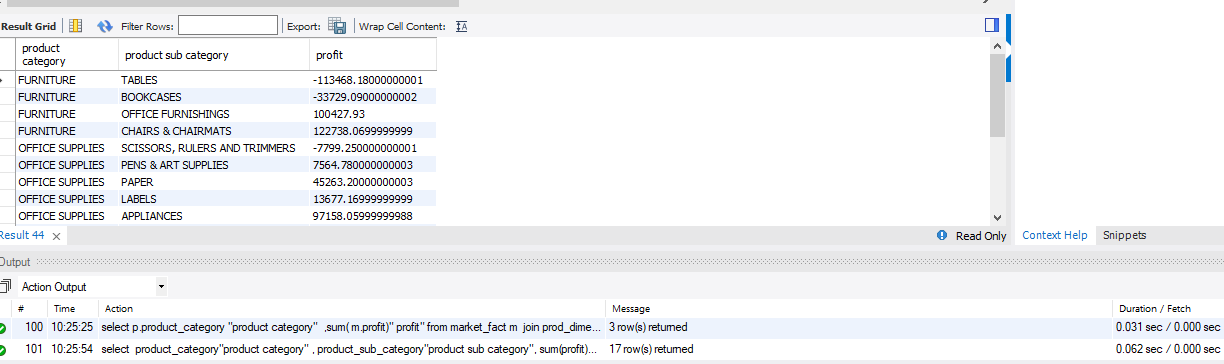 Result Grid Filter Rows: Export: Wrap Cell Content:
product category product sub category profit
FURNITURE TABLES -113468.18000000001
FURNITURE BOOKCASES -33729.09000000002
FURNITURE OFFICE FURNISHINGS 100427.93
FURNITURE CHAIRS & CHAIRMATS 122738.0699999999
OFFICE SUPPLIES SCISSORS, RULERS AND TRIMMERS -7799.250000000001
OFFICE SUPPLIES PENS & ART SUPPLIES 7564.780000000003
OFFICE SUPPLIES PAPER 45263.20000000003
OFFICE SUPPLIES LABELS 13677.16999999999
OFFICE SUPPLIES APPLIANCES 97158.05999999988
Result 44 Read Only Context Help Snippets
Output
Action Output
# Time Action Message Duration / Fetch
100 10:25:25 select p.product_category "product category" ,sum( m.profit)" profit" from market_fact m join prod_dime... 3 row(s) returned 0.031 sec / 0.000 sec
101 10:25:54 select product_category"product category" , product_sub_category"product sub category", sum(profit)... 17 row(s) returned 0.062 sec / 0.000 sec